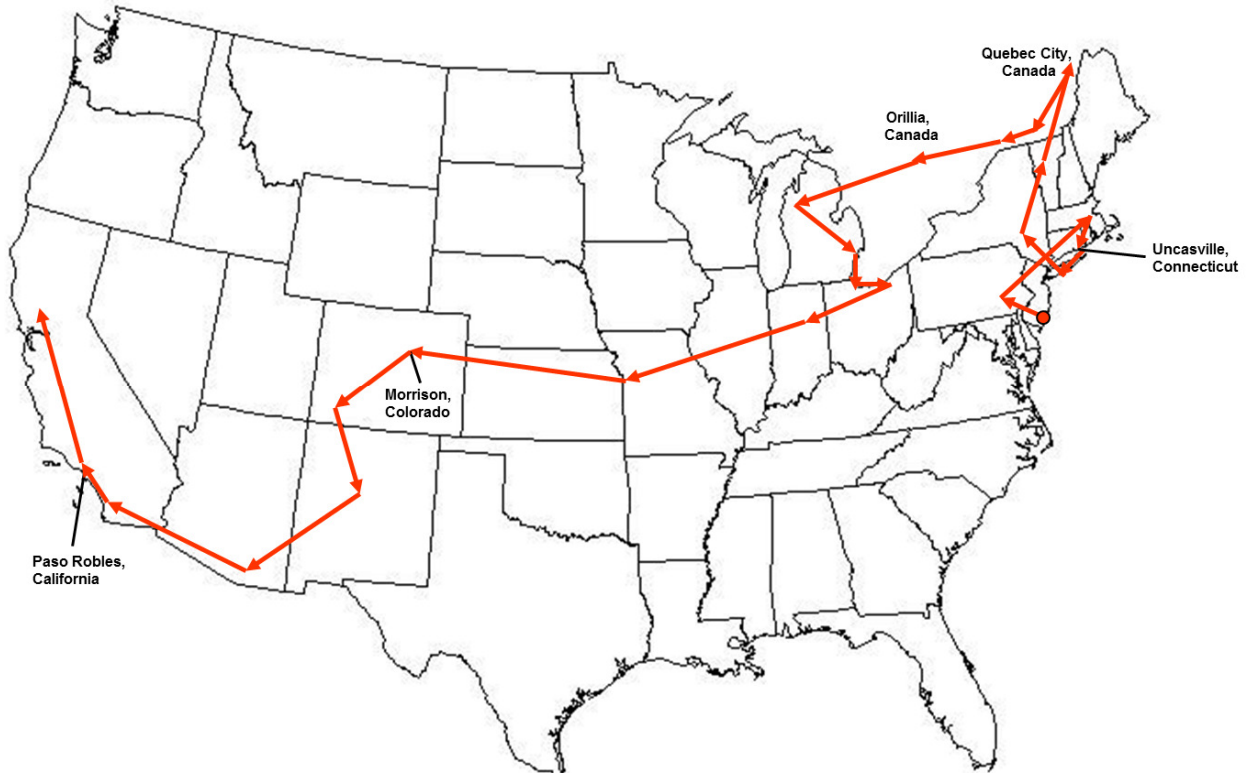 Quebec City,
Canada
Orillia,
Canada
Uncasville,
Connecticut
Morrison,
Colorado
Paso Robles,
California